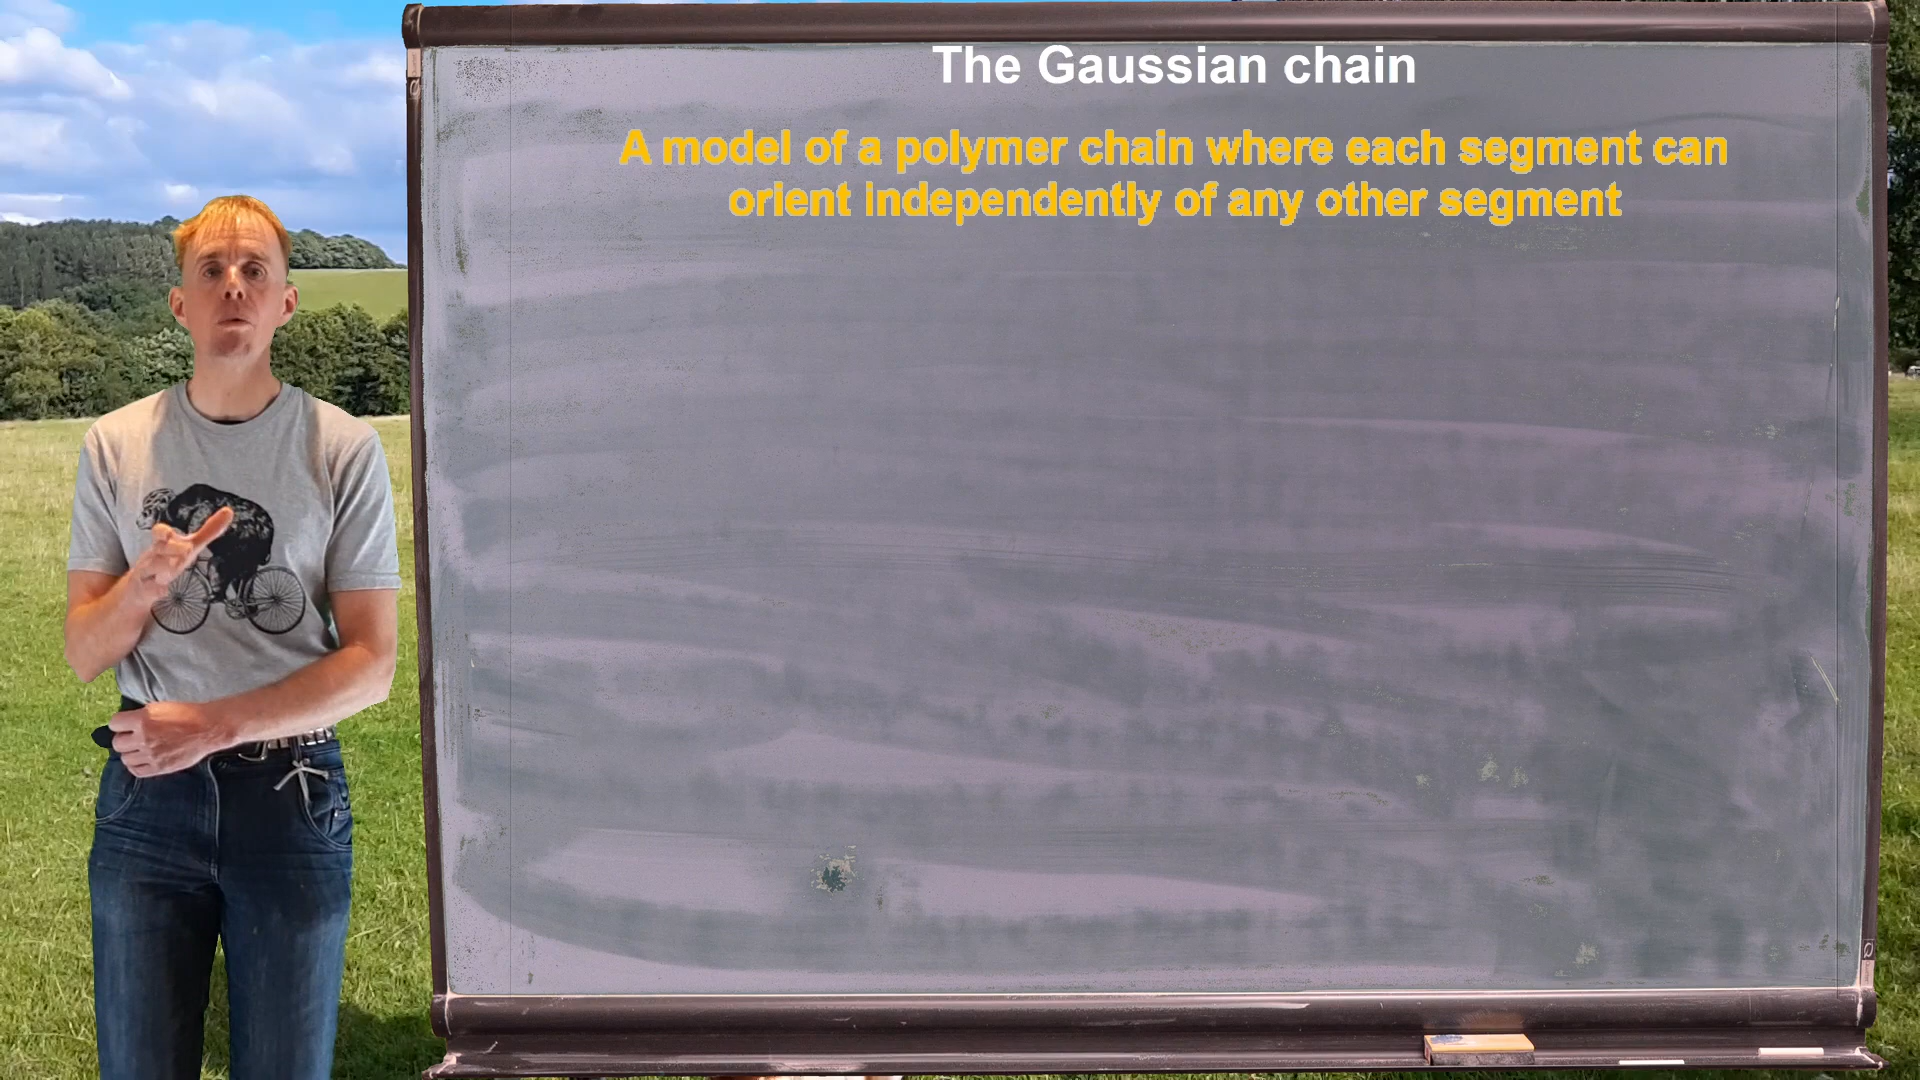 The Gaussian chain
A model of a polymer chain where each segment can
orient independently of any other segment